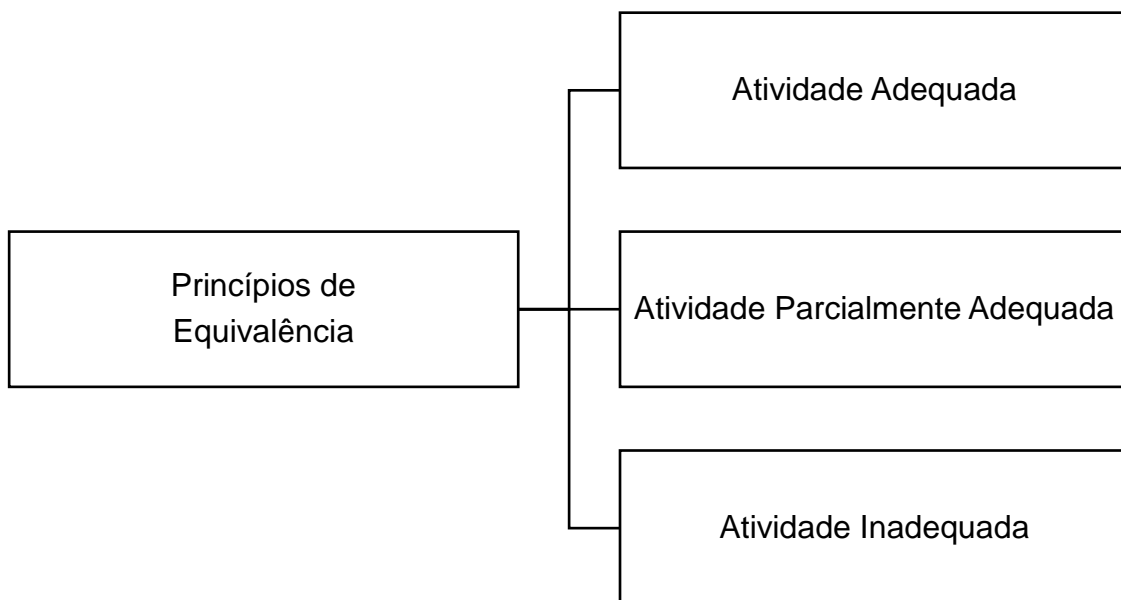 Atividade Adequada
Princípios de
Equivalência
Atividade Parcialmente Adequada
Atividade Inadequada